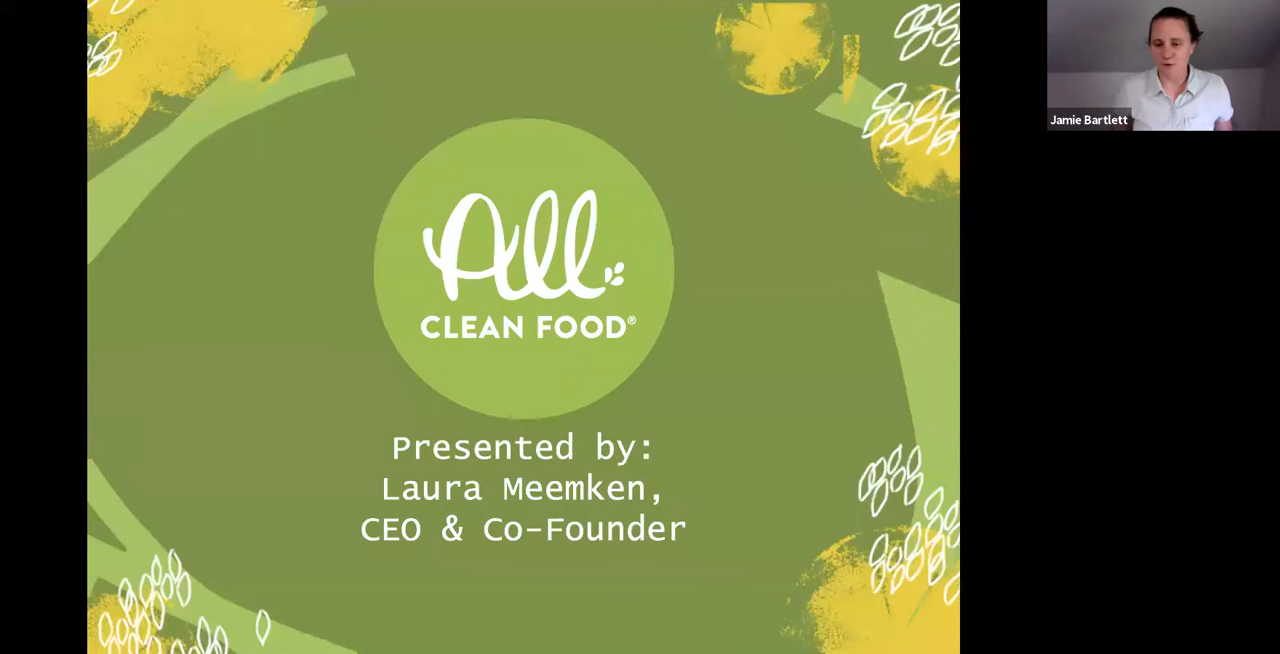 All
CLEAN FOOD®
Presented by:
Laura Meemken,
CEO & Co-Founder
Jamie Bartlett